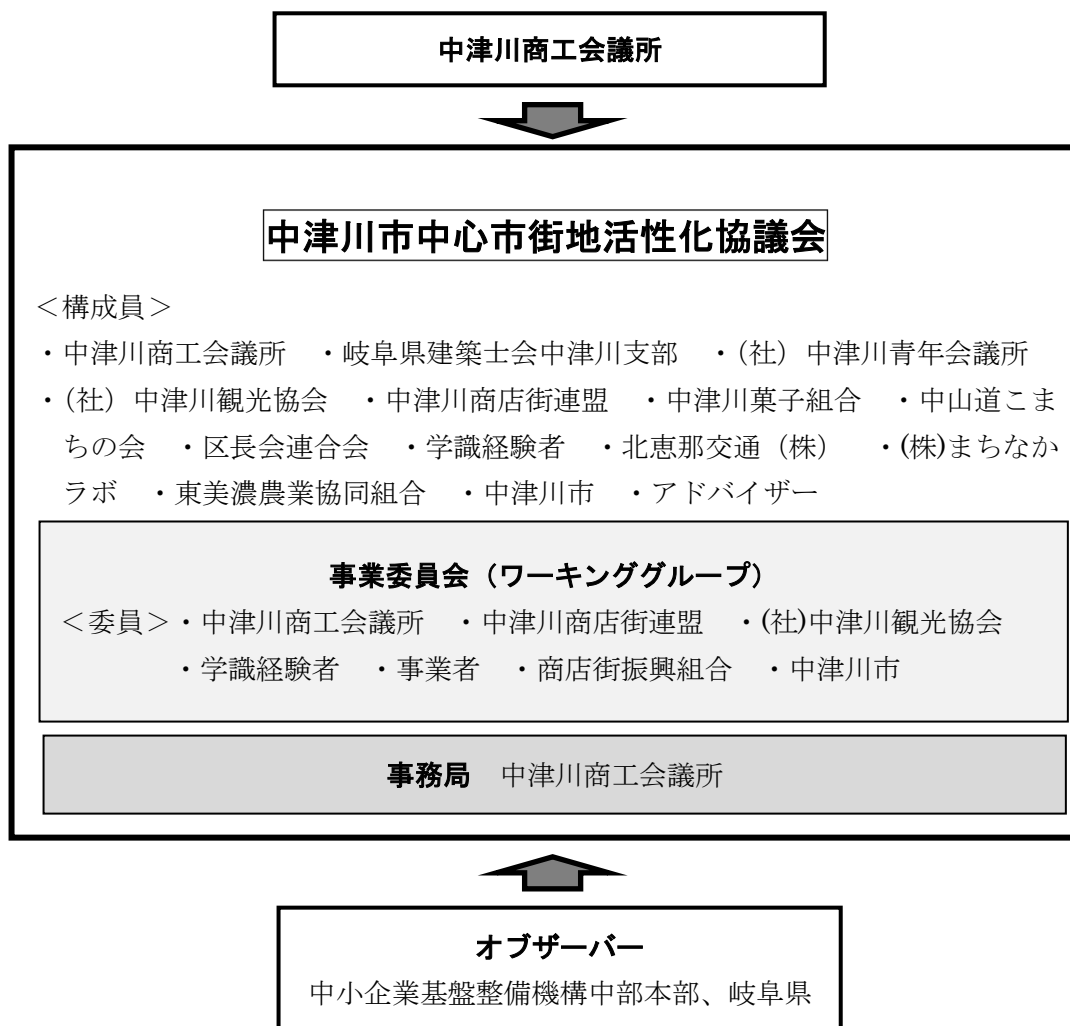 中津川商工会議所
中津川市中心市街地活性化協議会
＜構成員＞
・中津川商工会議所　・岐阜県建築士会中津川支部　・（社）中津川青年会議所
・（社）中津川観光協会　・中津川商店街連盟　・中津川菓子組合　・中山道こま
ちの会　・区長会連合会　・学識経験者　・北恵那交通（株）　・(株)まちなか
ラボ　・東美濃農業協同組合　・中津川市　・アドバイザー
事業委員会（ワーキンググループ）
＜委員＞・中津川商工会議所　・中津川商店街連盟　・(社)中津川観光協会
・学識経験者　・事業者　・商店街振興組合　・中津川市
事務局　中津川商工会議所
オブザーバー
中小企業基盤整備機構中部本部、岐阜県